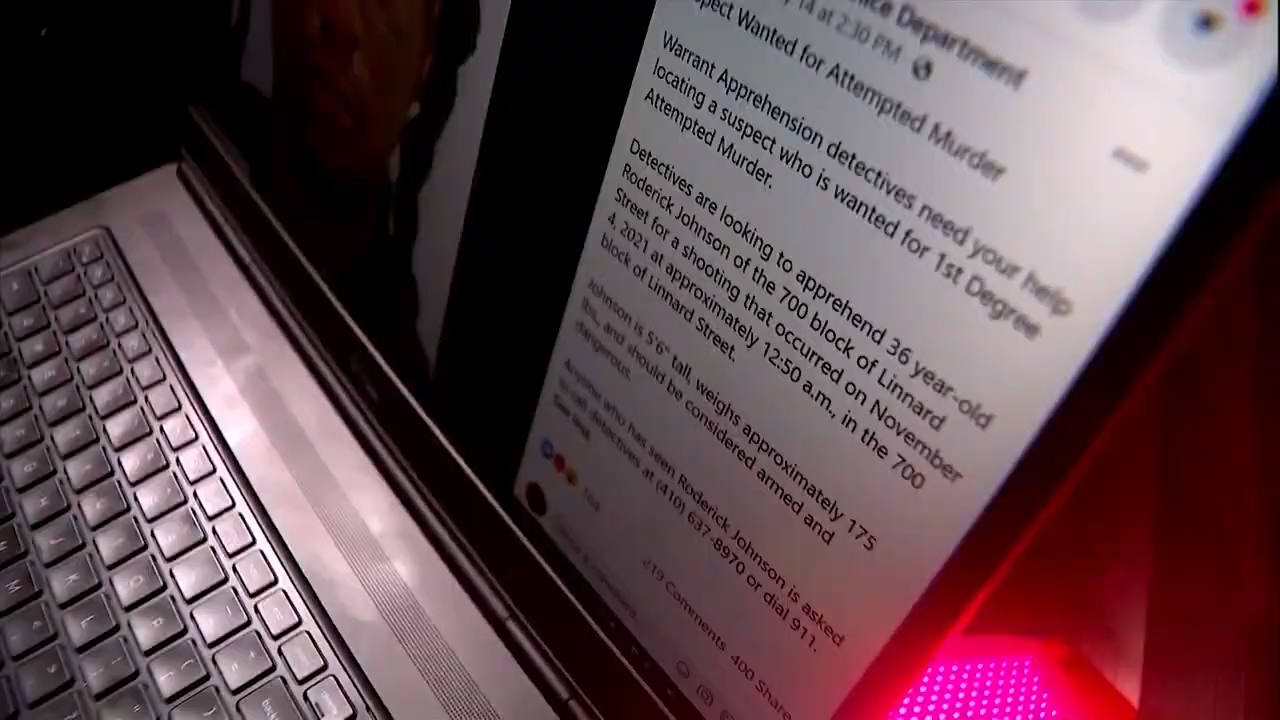 ice Department
14 at 2:30 PM
spect Wanted for Attempted Murder
Warrant Apprehension detectives need your help
locating a suspect who is wanted for 1st Degree
Attempted Murder.
Detectives are looking to apprehend 36 year-old
Roderick Johnson of the 700 block of Linnard
Street for a shooting that occurred on November
4, 2021 at approximately 12:50 a.m., in the 700
block of Linnard Street.
Johnson is 5'6" tall, weighs approximately 175
lbs., and should be considered armed and
dangerous.
Anyone who has seen Roderick Johnson is asked
to call detectives at (410) 637-8970 or dial 911.
See less
219 Comments 400 Share